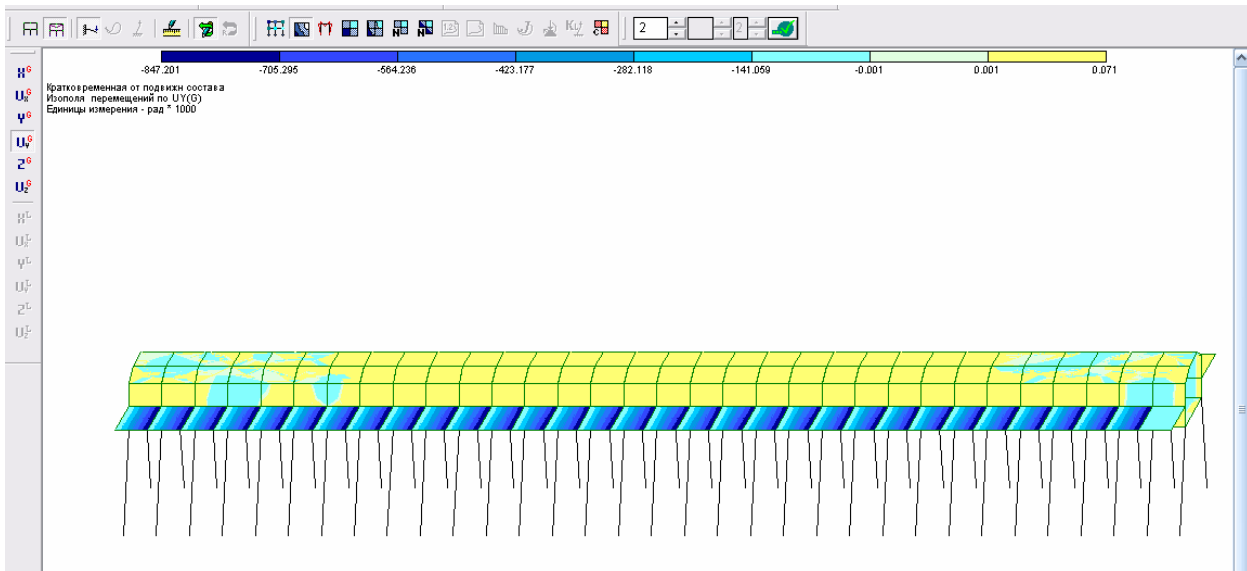 2 2
-847.201 -705.295 -564.236 -423.177 -282.118 -141.059 -0.001 0.001 0.071
Кратковременная от подвижн состава
Изополя перемещений по UY(G)
Единицы измерения - рад * 1000
X G
U X G
Y G
U Y G
Z G
U Z G
X L
U X L
Y L
U Y L
Z L
U Z L